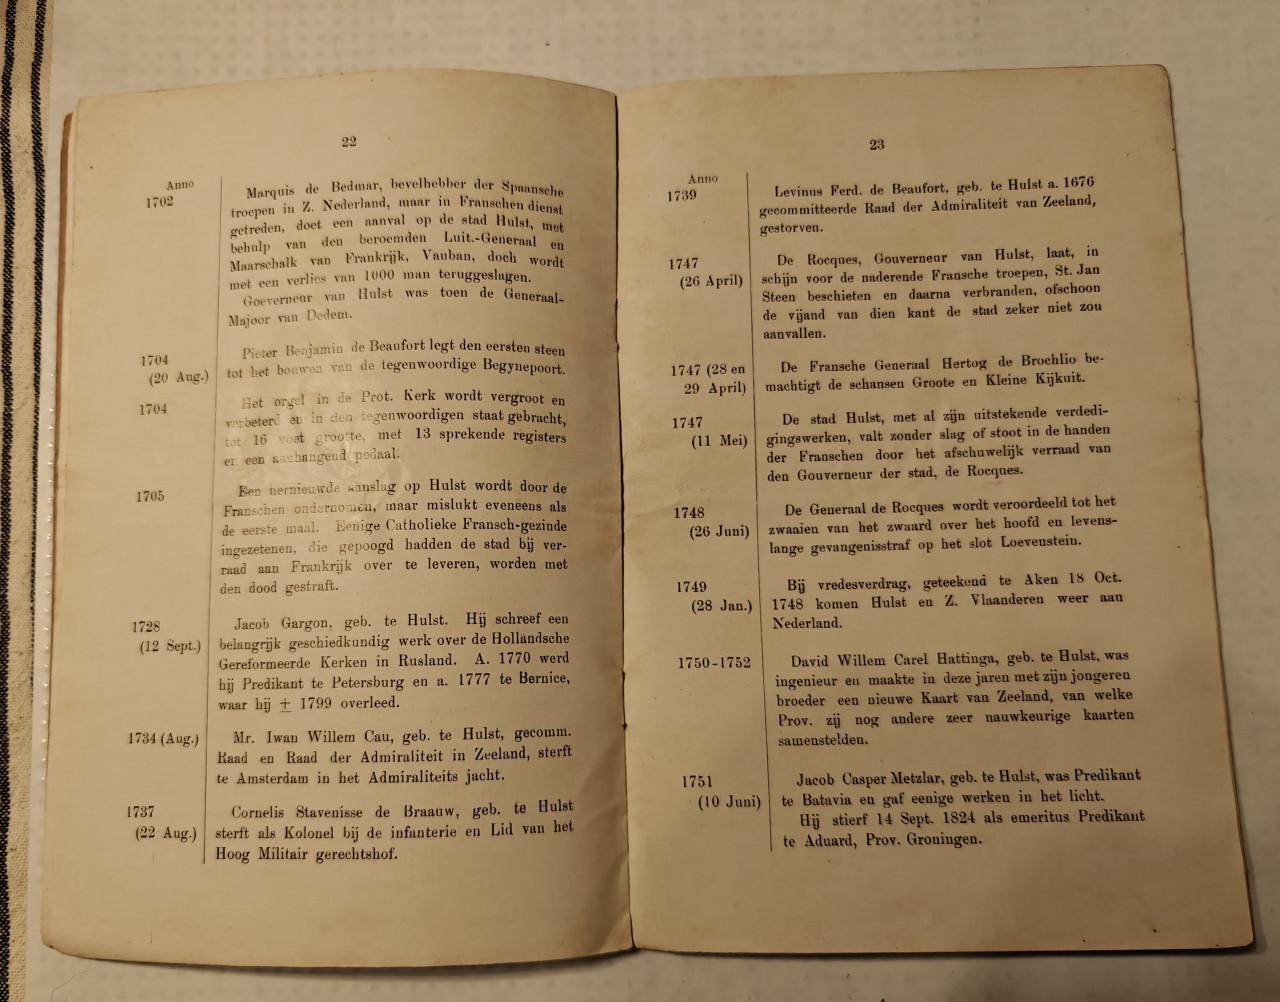 22
Anno
1702
Marquis de Bedmar, bevelhebber der Spaansche
troepen in Z. Nederland, maar in Franschen dienst
getreden, doet een aanval op de stad Hulst, met
behulp van den beroemden Luit.-Generaal en
Maarschalk van Frankrijk, Vauban, doch wordt
met een verlies van 1000 man teruggeslagen.
Goeverneur van Hulst was toen de Generaal-
Majoor van Dedem.
1704
(20 Aug.)
Pieter Benjamin de Beaufort legt den eersten steen
tot het bouwen van de tegenwoordige Begynepoort.
1704
Het orgel in de Prot. Kerk wordt vergroot en
verbeterd en in den tegenwoordigen staat gebracht,
tot 16 voet grootte, met 13 sprekende registers
er een aanhangend pedaal.
1705
Een nernieuwde aanslag op Hulst wordt door de
Franschen ondernomen, maar mislukt eveneens als
de eerste maal. Eenige Catholieke Fransch-gezinde
ingezetenen, die gepoogd hadden de stad bij ver-
raad aan Frankrijk over te leveren, worden met
den dood gestraft.
1728
(12 Sept.)
Jacob Gargon, geb. te Hulst. Hij schreef een
belangrijk geschiedkundig werk over de Hollandsche
Gereformeerde Kerken in Rusland. A. 1770 werd
hij Predikant te Petersburg en a. 1777 te Bernice,
waar hij ± 1799 overleed.
1734 (Aug.)
Mr. Iwan Willem Cau, geb. te Hulst, gecomm.
Raad en Raad der Admiraliteit in Zeeland, sterft
te Amsterdam in het Admiraliteits jacht.
1737
(22 Aug.)
Cornelis Stavenisse de Braauw, geb. te Hulst
sterft als Kolonel bij de infanterie en Lid van het
Hoog Militair gerechtshof.
23
Anno
1739
Levinus Ferd. de Beaufort, geb. te Hulst a. 1676
gecommitteerde Raad der Admiraliteit van Zeeland,
gestorven.
1747
(26 April)
De Rocques, Gouverneur van Hulst, laat, in
schijn voor de naderende Fransche troepen, St. Jan
Steen beschieten en daarna verbranden, ofschoon
de vijand van dien kant de stad zeker niet zou
aanvallen.
1747 (28 en
29 April)
De Fransche Generaal Hertog de Brochlio be-
machtigt de schansen Groote en Kleine Kijkuit.
1747
(11 Mei)
De stad Hulst, met al zijn uitstekende verdedi-
gingswerken, valt zonder slag of stoot in de handen
der Franschen door het afschuwelijk verraad van
den Gouverneur der stad, de Rocques.
1748
(26 Juni)
De Generaal de Rocques wordt veroordeeld tot het
zwaaien van het zwaard over het hoofd en levens-
lange gevangenisstraf op het slot Loevenstein.
1749
(28 Jan.)
Bij vredesverdrag, geteekend te Aken 18 Oct.
1748 komen Hulst en Z. Vlaanderen weer aan
Nederland.
1750-1752
David Willem Carel Hattinga, geb. te Hulst, was
ingenieur en maakte in deze jaren met zijn jongeren
broeder een nieuwe Kaart van Zeeland, van welke
Prov. zij nog andere zeer nauwkeurige kaarten
samenstelden.
1751
(10 Juni)
Jacob Casper Metzlar, geb. te Hulst, was Predikant
te Batavia en gaf eenige werken in het licht.
Hij stierf 14 Sept. 1824 als emeritus Predikant
te Aduard, Prov. Groningen.